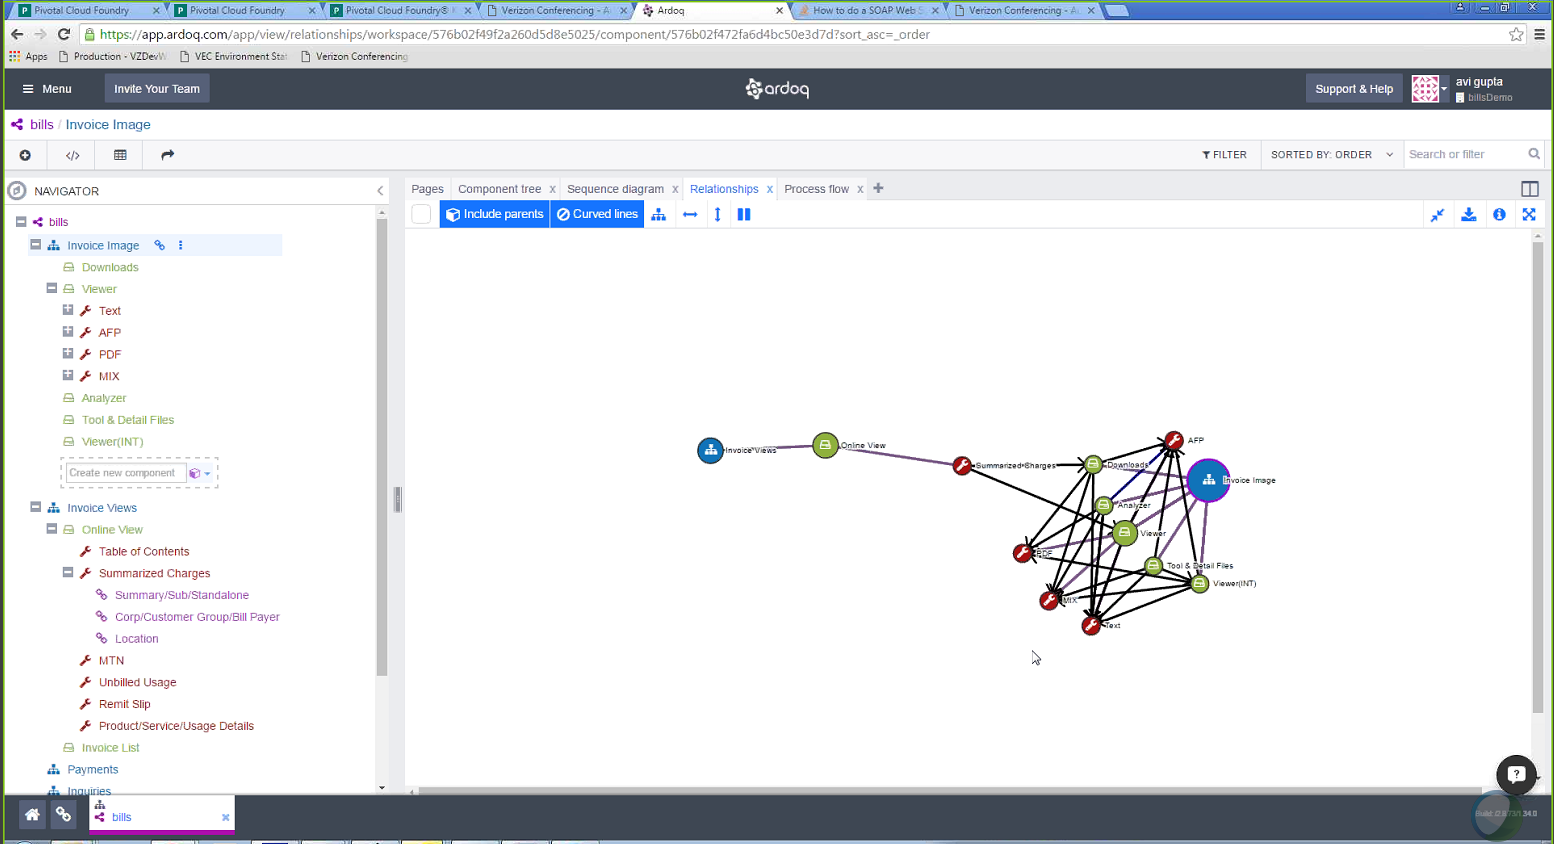 Pivotal Cloud Foundry
Pivotal Cloud Foundry
Pivotal Cloud Foundry®
Verizon Conferencing - A
Ardoq
How to do a SOAP Web S
Verizon Conferencing - A
https://app.ardoq.com/app/view/relationships/workspace/576b02f49f2a260d5d8e5025/component/576b02f472fa6d4bc50e3d7d?sort_asc=_order
Apps
Production - VZDevW
VEC Environment Stat
Verizon Conferencing
Menu
Invite Your Team
ardoq
Support & Help
avi gupta
billsDemo
bills / Invoice Image
FILTER
SORTED BY: ORDER
Search or filter
NAVIGATOR
Pages
Component tree x
Sequence diagram x
Relationships x
Process flow x
Include parents
Curved lines
bills
Invoice Image
Downloads
Viewer
Text
AFP
PDF
MIX
Analyzer
Tool & Detail Files
Viewer(INT)
Create new component
Invoice Views
Online View
Table of Contents
Summarized Charges
Summary/Sub/Standalone
Corp/Customer Group/Bill Payer
Location
MTN
Unbilled Usage
Remit Slip
Product/Service/Usage Details
Invoice List
Payments
Inquiries
Invoice Views
Online View
Summarized Charges
Downloads
AFP
Invoice Image
Analyzer
Viewer
PDF
Tool & Detail Files
Viewer(INT)
MIX
Text
bills